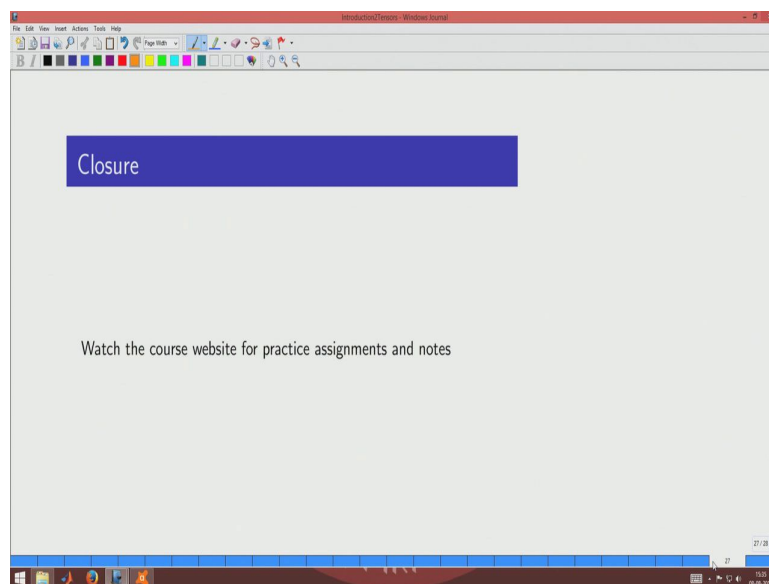 Introduction2Tensors - Windows Journal
File Edit View Insert Actions Tools Help
Page Width
B I
Closure
Watch the course website for practice assignments and notes
27 / 28
27
15:35